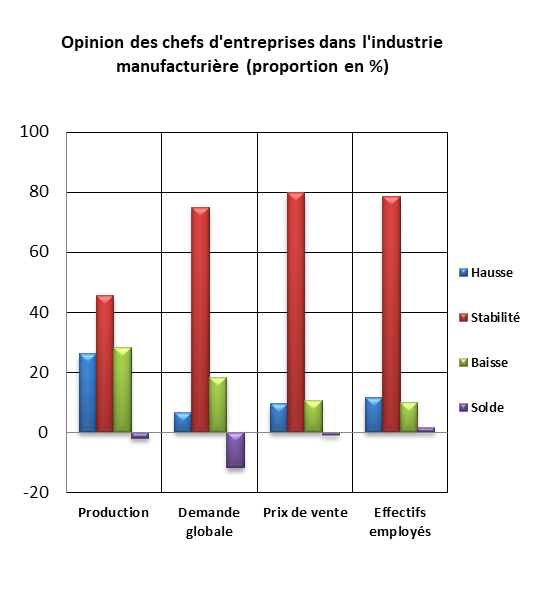 Opinion des chefs d'entreprises dans l'industrie
manufacturière (proportion en %)
100
80
60
40
20
0
-20
Production
Demande
globale
Prix de vente
Effectifs
employés
Hausse
Stabilité
Baisse
Solde